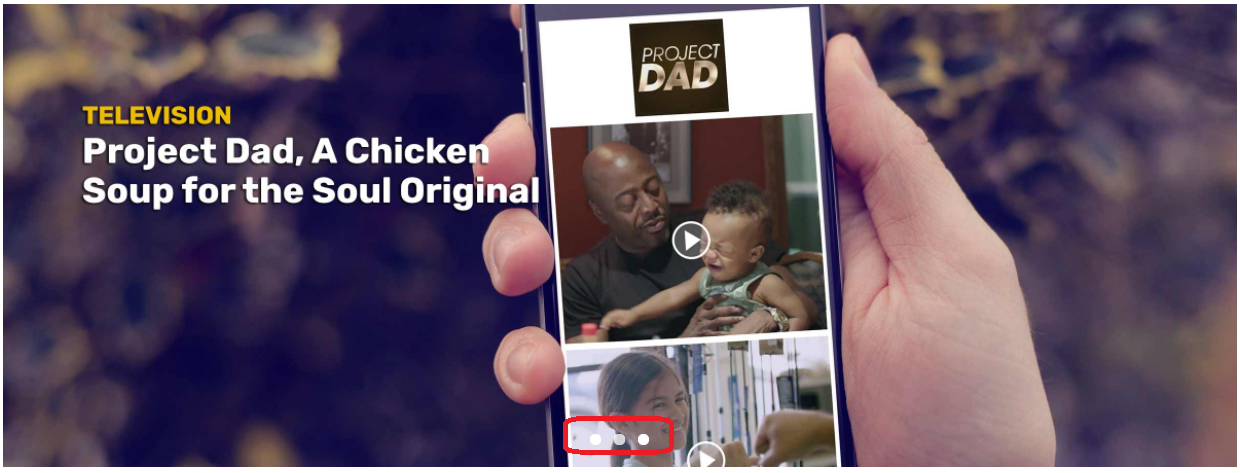 TELEVISION
Project Dad, A Chicken
Soup for the Soul Original
PROJECT
DAD